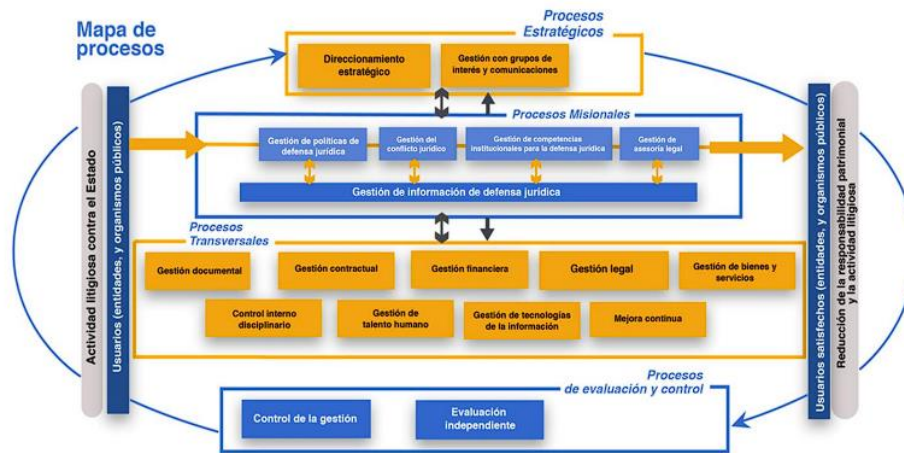 Mapa de
procesos
Procesos
Estratégicos
Direccionamiento
estratégico
Gestión con grupos de
interés y comunicaciones
Procesos Misionales
Gestión de políticas de
defensa jurídica
Gestión del
conflicto jurídico
Gestión de competencias
institucionales para la defensa jurídica
Gestión de
asesoría legal
Gestión de información de defensa jurídica
Procesos
Transversales
Gestión documental
Gestión contractual
Gestión financiera
Gestión legal
Gestión de bienes y
servicios
Control interno
disciplinario
Gestión de
talento humano
Gestión de tecnologías
de la información
Mejora continua
Procesos
de evaluación y control
Control de la gestión
Evaluación
independiente
Actividad litigiosa contra el Estado
Usuarios (entidades, y organismos públicos)
Usuarios satisfechos (entidades, y organismos públicos)
Reducción de la responsabilidad patrimonial
y la actividad litigiosa